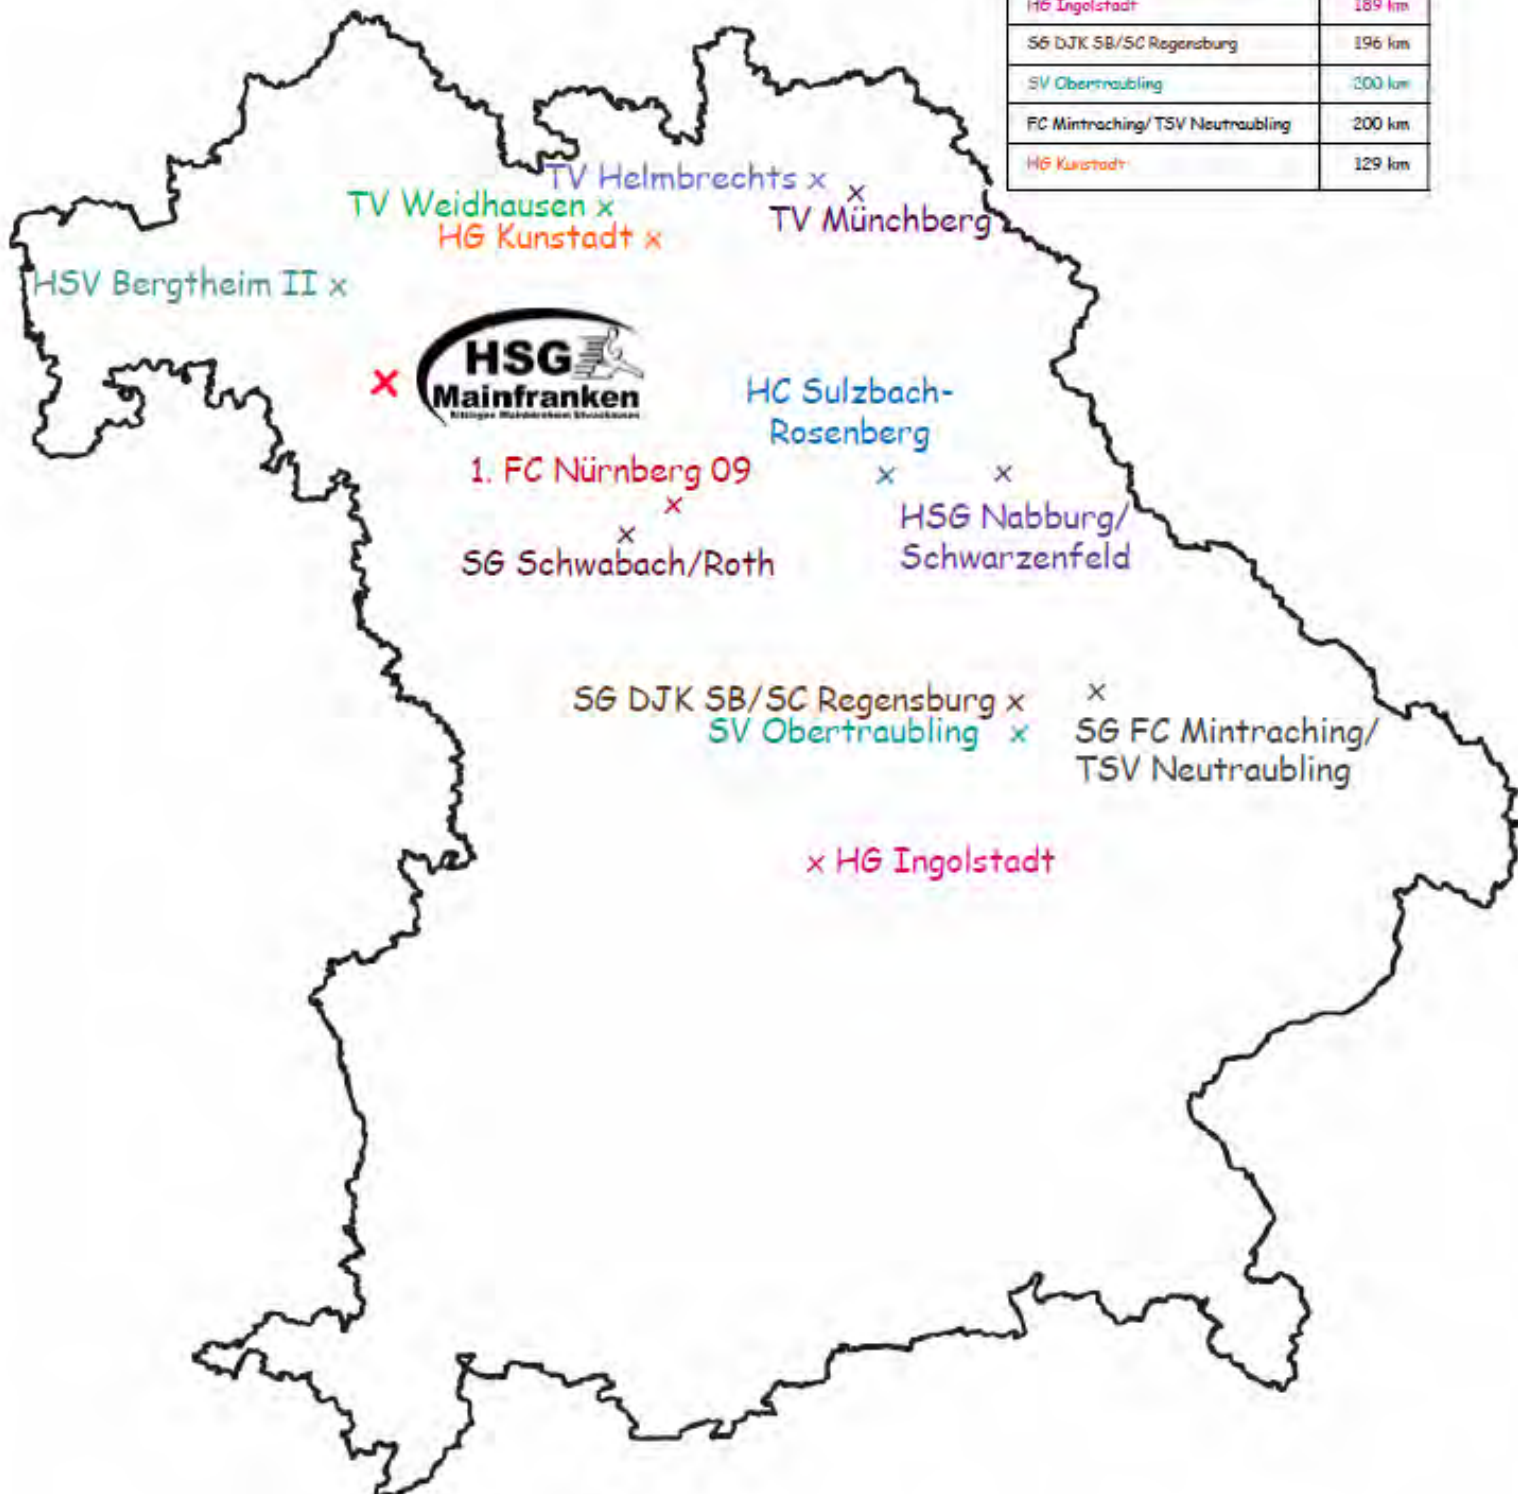 HG Ingolstadt 189 km
SG DJK SB/SC Regensburg 196 km
SV Obertraubling 200 km
FC Mintraching/ TSV Neutraubling 200 km
HG Kunstadt 129 km
TV Helmbrechts x
TV Weidhausen x
x
TV Münchberg
HG Kunstadt x
HSV Bergtheim II x
x
HSG
Mainfranken
HC Sulzbach-
Rosenberg
x
1. FC Nürnberg 09
x
x
HSG Nabburg/
Schwarzenfeld
x
SG Schwabach/Roth
SG DJK SB/SC Regensburg x
SV Obertraubling x
x
SG FC Mintraching/
TSV Neutraubling
x HG Ingolstadt